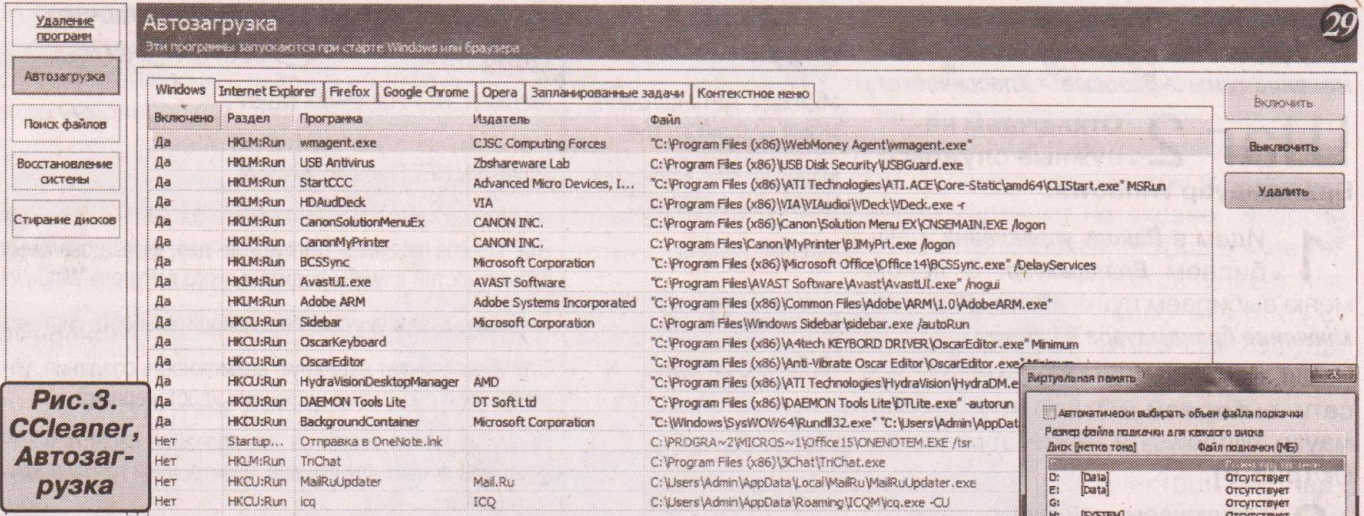 Удаление
программ
Автозагрузка
Поиск файлов
Восстановление
системы
Стирание дисков
Автозагрузка
Эти программы запускаются при старте Windows или браузера
29
Windows Internet Explorer Firefox Google Chrome Opera Запланированные задачи Контекстное меню
Включено Раздел Программа Издатель Файл
Да HKLM:Run wmagent.exe CJSC Computing Forces "C:\Program Files (x86)\WebMoney Agent\wmagent.exe"
Да HKLM:Run USB Antivirus Zbshareware Lab C:\Program Files (x86)\USB Disk Security\USBGuard.exe
Да HKLM:Run StartCCC Advanced Micro Devices, I... "C:\Program Files (x86)\ATI Technologies\ATI.ACE\Core-Static\amd64\CLIStart.exe" MSRun
Да HKLM:Run HDAudDeck VIA C:\Program Files (x86)\VIA\VIAudioi\VDeck\VDeck.exe -r
Да HKLM:Run CanonSolutionMenuEx CANON INC. C:\Program Files (x86)\Canon\Solution Menu EX\CNSEMAIN.EXE /logon
Да HKLM:Run CanonMyPrinter CANON INC. C:\Program Files\Canon\MyPrinter\BJMyPrt.exe /logon
Да HKLM:Run BCSSync Microsoft Corporation "C:\Program Files (x86)\Microsoft Office\Office14\BCSSync.exe" /DelayServices
Да HKLM:Run AvastUI.exe AVAST Software "C:\Program Files\AVAST Software\Avast\AvastUI.exe" /nogui
Да HKLM:Run Adobe ARM Adobe Systems Incorporated "C:\Program Files (x86)\Common Files\Adobe\ARM\1.0\AdobeARM.exe"
Да HKCU:Run Sidebar Microsoft Corporation C:\Program Files\Windows Sidebar\sidebar.exe /autoRun
Да HKCU:Run OscarKeyboard "C:\Program Files (x86)\A4tech KEYBORD DRIVER\OscarEditor.exe" Minimum
Да HKCU:Run OscarEditor "C:\Program Files (x86)\Anti-Vibrate Oscar Editor\OscarEditor.exe" Minimum
Да HKCU:Run HydraVisionDesktopManager AMD "C:\Program Files (x86)\ATI Technologies\HydraVision\HydraDM.e
Да HKCU:Run DAEMON Tools Lite DT Soft Ltd "C:\Program Files (x86)\DAEMON Tools Lite\DTLite.exe" -autorun
Да HKCU:Run BackgroundContainer Microsoft Corporation "C:\Windows\SysWOW64\Rundll32.exe" "C:\Users\Admin\AppDat
Нет Startup... Отправка в OneNote.lnk C:\PROGRA~2\MICROS~1\Office15\ONENOTEM.EXE /tsr
Нет HKLM:Run TriChat C:\Program Files (x86)\3Chat\TriChat.exe
Нет HKCU:Run MailRuUpdater Mail.Ru C:\Users\Admin\AppData\Local\MailRu\MailRuUpdater.exe
Нет HKCU:Run icq ICQ C:\Users\Admin\AppData\Roaming\ICQM\icq.exe -CU
Включить
Выключить
Удалить
Виртуальная память
Автоматически выбирать объем файла подкачки
Размер файла подкачки для каждого диска
Диск [метка тома] Файл подкачки (МБ)
D: [Data] Отсутствует
E: [Data] Отсутствует
G: Отсутствует
H: [SYSTEM] Отсутствует
Рис.3.
CCleaner,
Автозаг-
рузка